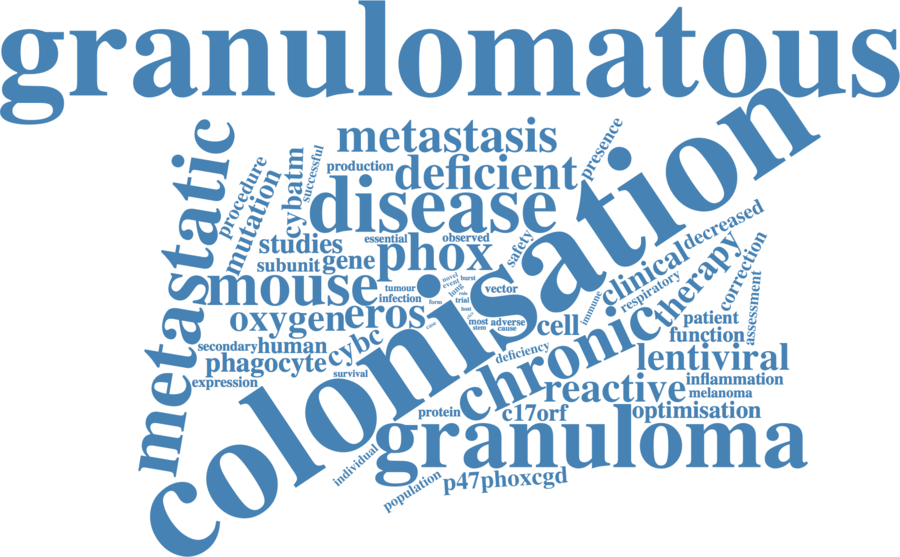 granulomatous
colonisation
metastatic
metastasis
presence
production
deficient
successful
procedure
cybatm
mutation
disease
decreased
studies
essential
observed
safety
phox
subunit
gene
clinical
therapy
correction
mouse
tumour
infection
novel
event
burst
long
role
vector
form
trial
host
immune
respiratory
assessment
oxygen
eros
case
most
adverse
stem
cause
cell
chronic
patient
function
secondary
human
cybc
deficiency
lentiviral
phagocyte
expression
survival
reactive
inflammation
melanoma
protein
c17orf
optimisation
granuloma
individual
population
p47phoxcgd